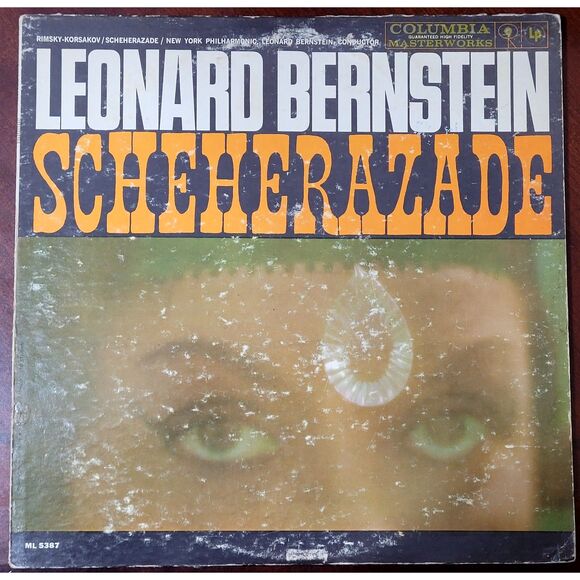 RIMSKY-KORSAKOV/SCHEHERAZADE/NEW YORK PHILHARMONIC, LEONARD BERNSTEIN, CONDUCTOR
COLUMBIA
GUARANTEED HIGH FIDELITY
MASTERWORKS
Lp
LEONARD BERNSTEIN
SCHEHERAZADE
ML 5387